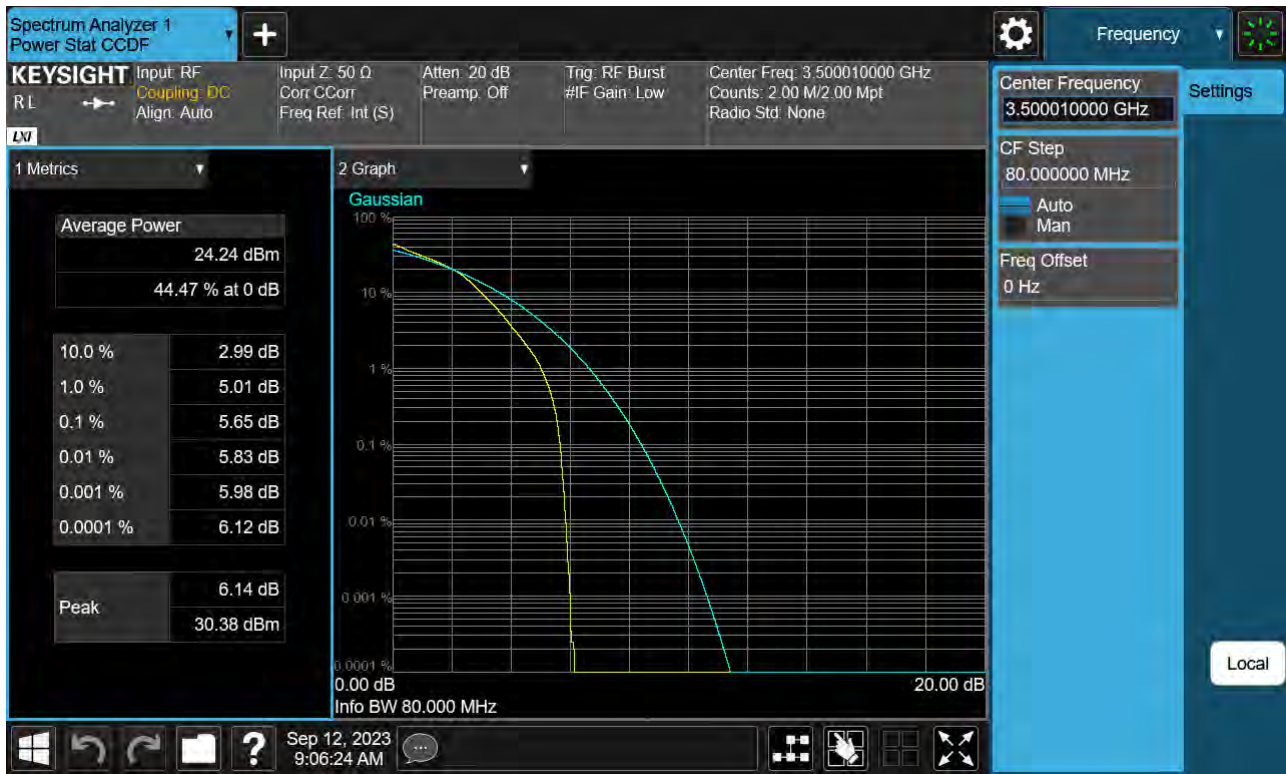 Spectrum Analyzer 1
Power Stat CCDF
+
Frequency
KEYSIGHT
R L
LXI
Input: RF
Coupling: DC
Align: Auto
Input Z: 50 Ω
Corr CCorr
Freq Ref: Int (S)
Atten: 20 dB
Preamp: Off
Trig: RF Burst
#IF Gain: Low
Center Freq: 3.500010000 GHz
Counts: 2.00 M/2.00 Mpt
Radio Std: None
Center Frequency
3.500010000 GHz
Settings
CF Step
80.000000 MHz
Auto
Man
Freq Offset
0 Hz
1 Metrics
Average Power
24.24 dBm
44.47 % at 0 dB
10.0 % 2.99 dB
1.0 % 5.01 dB
0.1 % 5.65 dB
0.01 % 5.83 dB
0.001 % 5.98 dB
0.0001 % 6.12 dB
Peak
6.14 dB
30.38 dBm
2 Graph
Gaussian
100 %
10 %
1 %
0.1 %
0.01 %
0.001 %
0.0001 %
0.00 dB 20.00 dB
Info BW 80.000 MHz
Local
?
Sep 12, 2023
9:06:24 AM